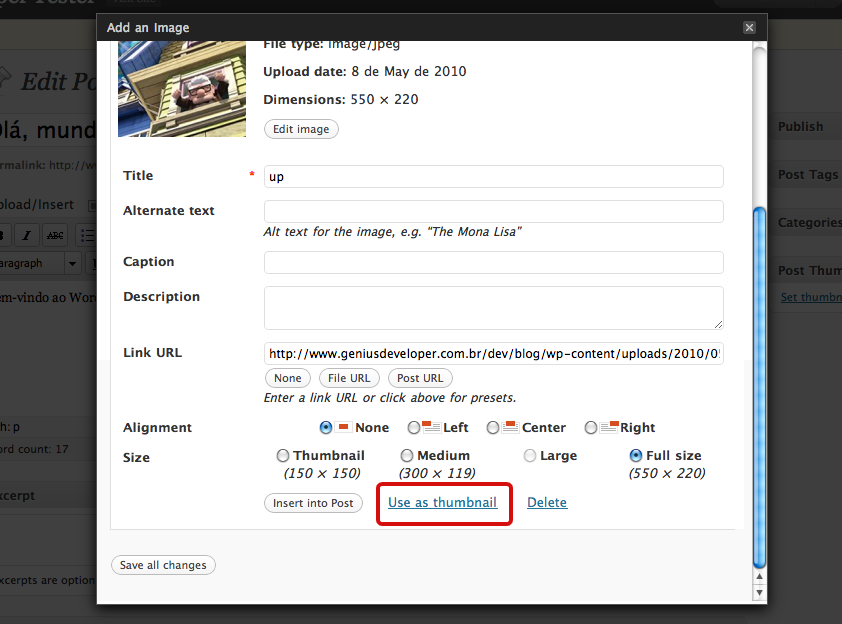 Add an Image
File type: image/jpeg
Upload date: 8 de May de 2010
Dimensions: 550 × 220
Edit image
Title * up
Alternate text
Alt text for the image, e.g. "The Mona Lisa"
Caption
Description
Link URL http://www.geniusdeveloper.com.br/dev/blog/wp-content/uploads/2010/0
None File URL Post URL
Enter a link URL or click above for presets.
Alignment None Left Center Right
Size Thumbnail Medium Large Full size
(150 × 150) (300 × 119) (550 × 220)
Insert into Post Use as thumbnail Delete
Save all changes
Edit Po
lá, mund
rmalink: http://w
load/Insert
I ABC
aragraph
em-vindo ao Wor
h: p
ord count: 17
xcerpt
xcerpts are option
Publish
Post Tags
Categories
Post Thum
Set thumbn